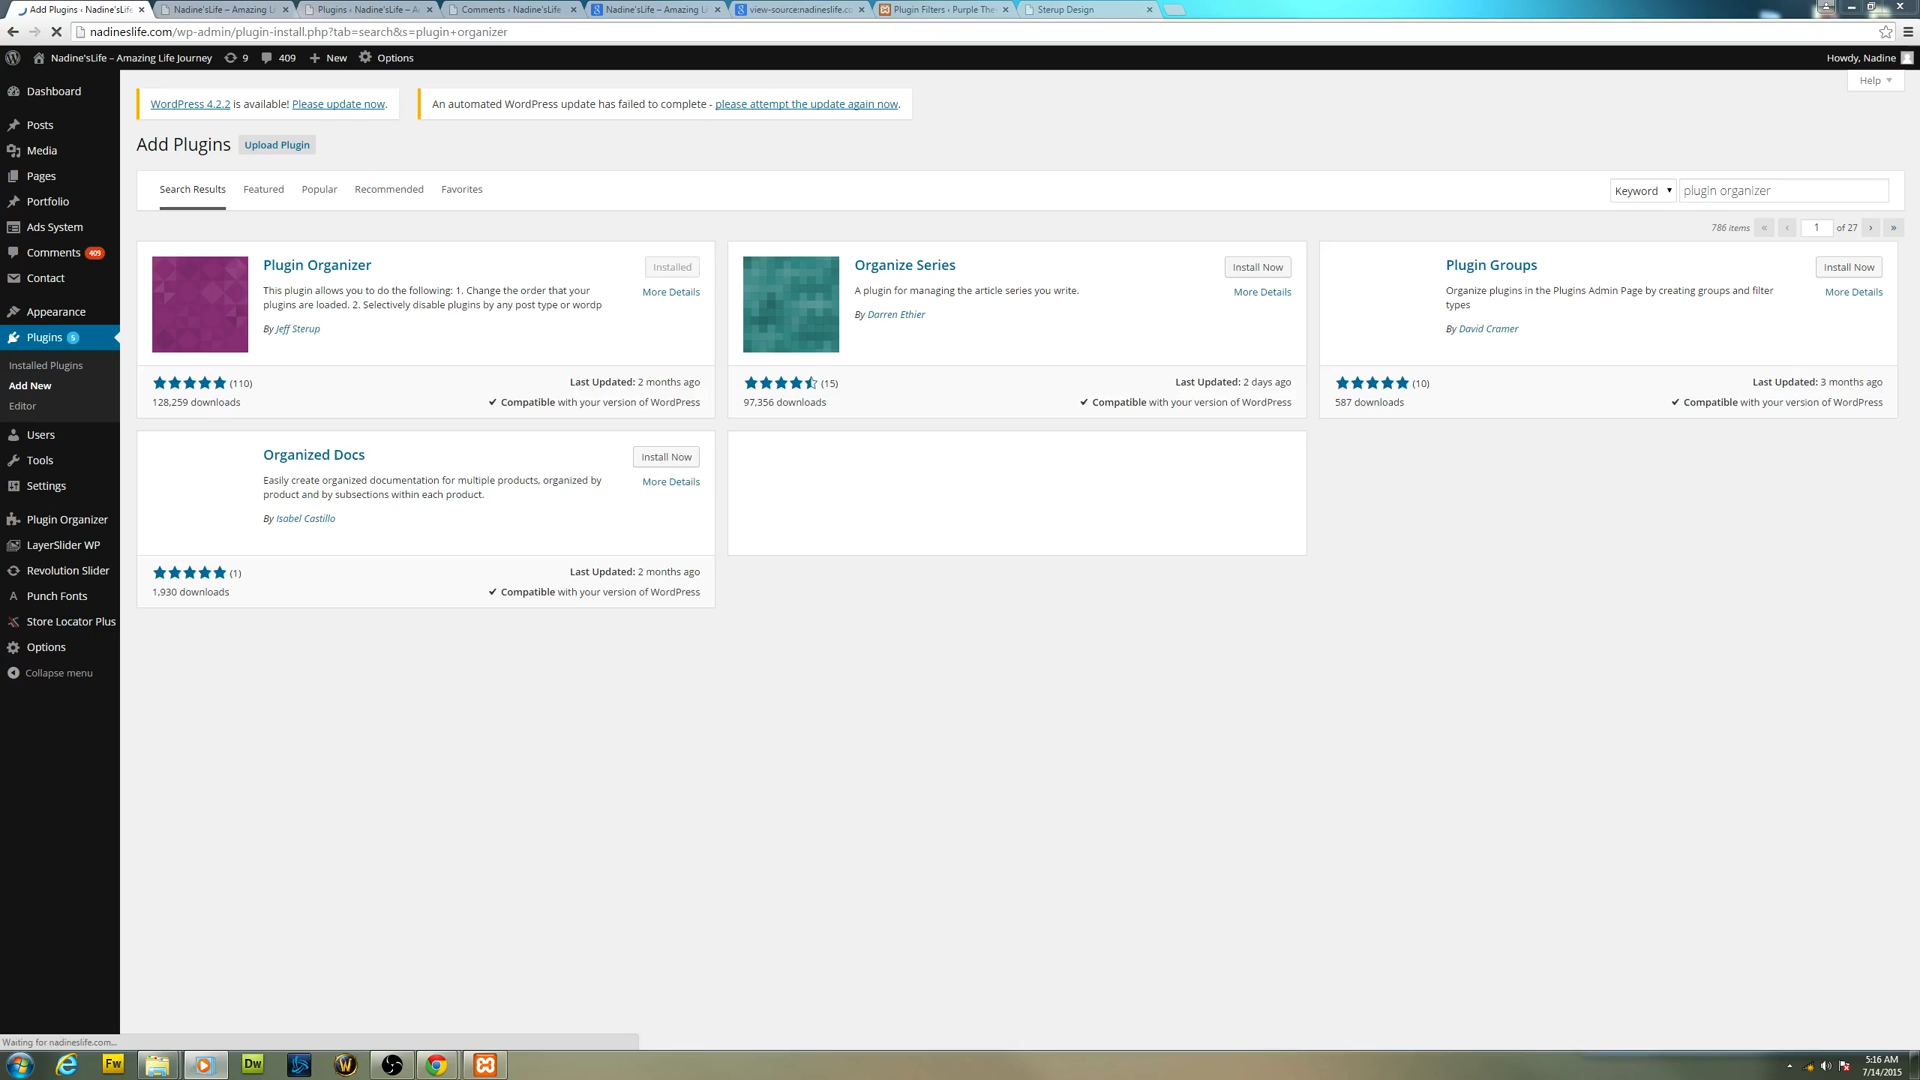 Add Plugins ‹ Nadine'sLife
Nadine'sLife – Amazing L
Plugins ‹ Nadine'sLife – A
Comments ‹ Nadine'sLife
Nadine'sLife – Amazing L
view-source:nadineslife.co
Plugin Filters ‹ Purple The
Sterup Design
nadineslife.com/wp-admin/plugin-install.php?tab=search&s=plugin+organizer
Nadine'sLife – Amazing Life Journey
9
409
New
Options
Howdy, Nadine
Help
Dashboard
Posts
Media
Pages
Portfolio
Ads System
Comments 409
Contact
Appearance
Plugins 5
Installed Plugins
Add New
Editor
Users
Tools
Settings
Plugin Organizer
LayerSlider WP
Revolution Slider
Punch Fonts
Store Locator Plus
Options
Collapse menu
WordPress 4.2.2 is available! Please update now.
An automated WordPress update has failed to complete - please attempt the update again now.
Add Plugins
Upload Plugin
Search Results
Featured
Popular
Recommended
Favorites
Keyword
plugin organizer
786 items « ‹ 1 of 27 › »
Plugin Organizer
Installed
More Details
This plugin allows you to do the following: 1. Change the order that your
plugins are loaded. 2. Selectively disable plugins by any post type or wordp
By Jeff Sterup
(110)
128,259 downloads
Last Updated: 2 months ago
✔ Compatible with your version of WordPress
Organize Series
Install Now
More Details
A plugin for managing the article series you write.
By Darren Ethier
(15)
97,356 downloads
Last Updated: 2 days ago
✔ Compatible with your version of WordPress
Plugin Groups
Install Now
More Details
Organize plugins in the Plugins Admin Page by creating groups and filter
types
By David Cramer
(10)
587 downloads
Last Updated: 3 months ago
✔ Compatible with your version of WordPress
Organized Docs
Install Now
More Details
Easily create organized documentation for multiple products, organized by
product and by subsections within each product.
By Isabel Castillo
(1)
1,930 downloads
Last Updated: 2 months ago
✔ Compatible with your version of WordPress
Waiting for nadineslife.com...
Fw
Dw
5:16 AM
7/14/2015